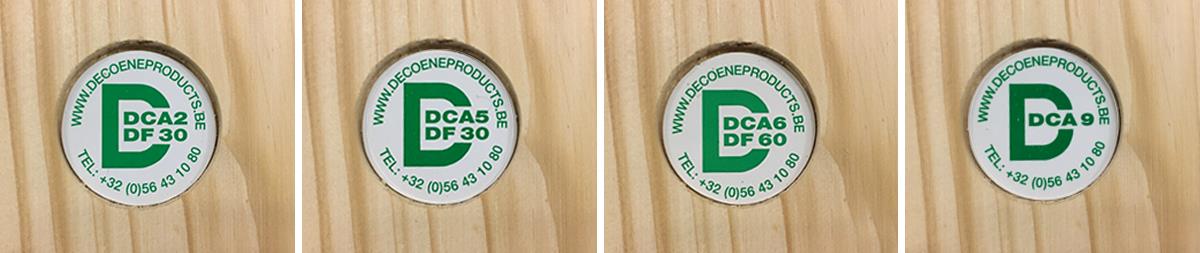 WWW.DECOENEPRODUCTS.BE
D
DCA2
DF 30
TEL: +32 (0)56 43 10 80
WWW.DECOENEPRODUCTS.BE
D
DCA5
DF 30
TEL: +32 (0)56 43 10 80
WWW.DECOENEPRODUCTS.BE
D
DCA6
DF 60
TEL: +32 (0)56 43 10 80
WWW.DECOENEPRODUCTS.BE
D
DCA 9
TEL: +32 (0)56 43 10 80